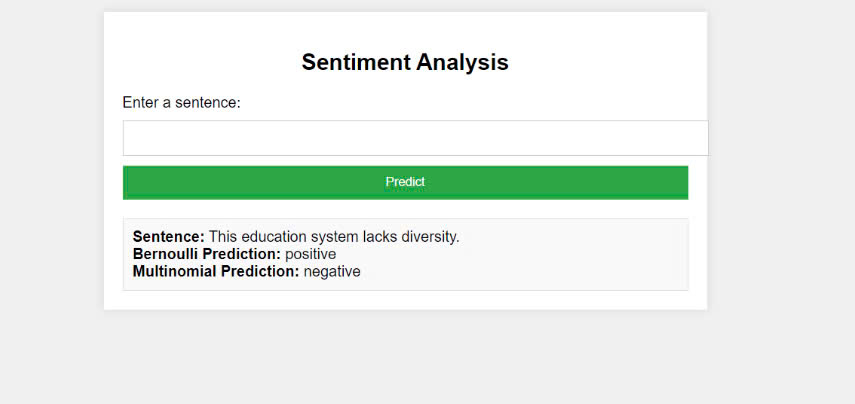 Sentiment Analysis
Enter a sentence:
Predict
Sentence: This education system lacks diversity.
Bernoulli Prediction: positive
Multinomial Prediction: negative